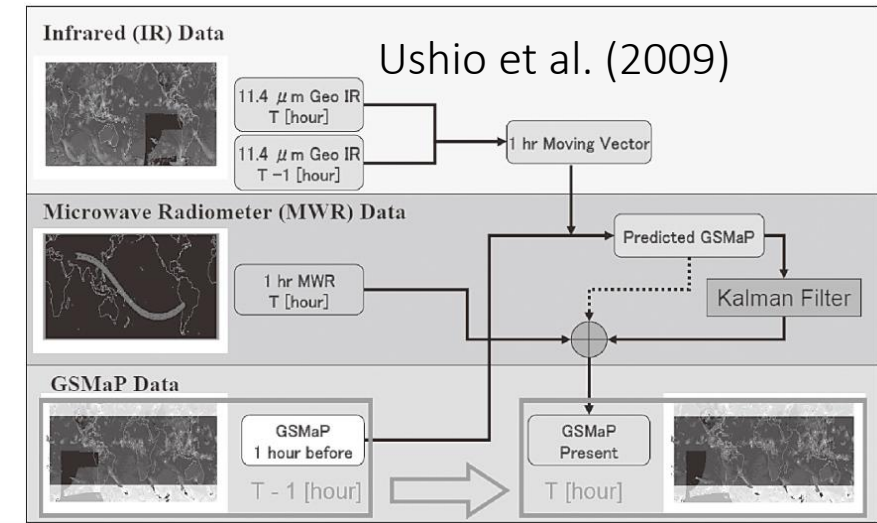 Infrared (IR) Data
Ushio et al. (2009)
11.4 μm Geo IR
T [hour]
11.4 μm Geo IR
T -1 [hour]
1 hr Moving Vector
Microwave Radiometer (MWR) Data
Predicted GSMaP
1 hr MWR
T [hour]
Kalman Filter
GSMaP Data
GSMaP
1 hour before
GSMaP
Present
T - 1 [hour]
T [hour]